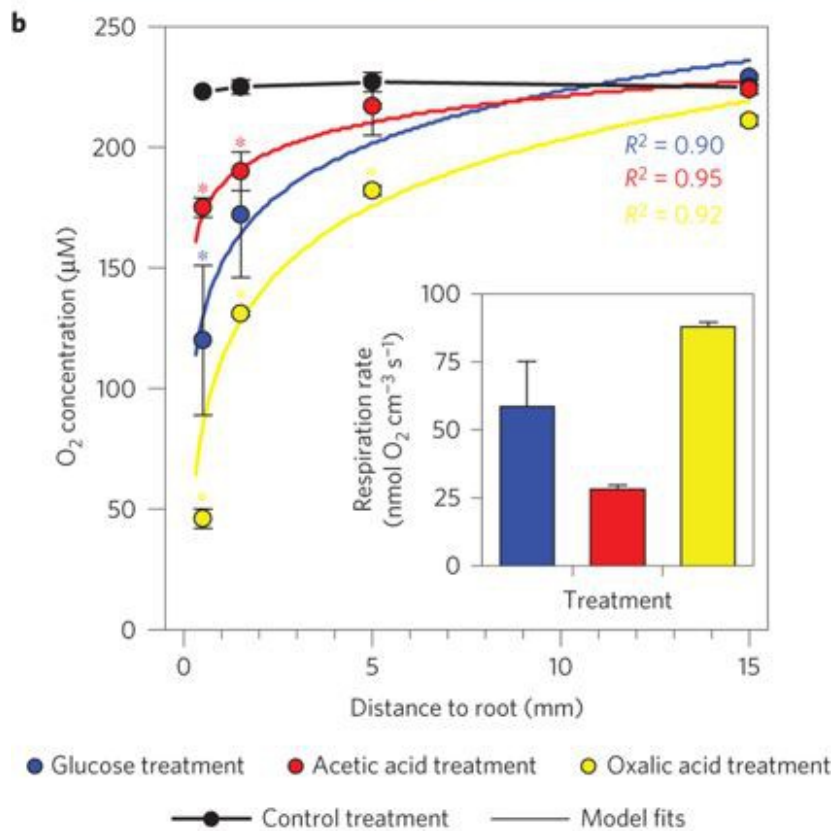 b
250
200
150
100
50
0
O₂ concentration (μM)
*
*
*
*
*
*
R² = 0.90
R² = 0.95
R² = 0.92
100
75
50
25
0
Respiration rate
(nmol O₂ cm⁻³ s⁻¹)
Treatment
0 5 10 15
Distance to root (mm)
Glucose treatment Acetic acid treatment Oxalic acid treatment
Control treatment Model fits